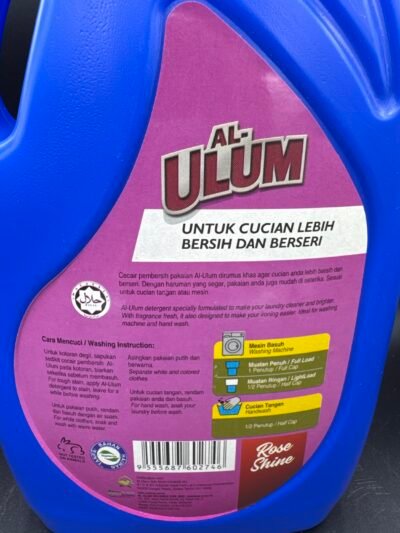 AL-
ULUM
UNTUK CUCIAN LEBIH
BERSIH DAN BERSERI
Cecair pembersih pakaian Al-Ulum dirumus khas agar cucian anda lebih bersih dan
berseri. Dengan haruman yang segar, pakaian anda juga mudah di seterika. Sesuai
untuk cucian tangan atau mesin.
Al-Ulum detergent specially formulated to make your laundry cleaner and brighter.
With fragrance fresh, it also designed to make your ironing easier. Ideal for washing
machine and hand wash.
حلال
Cara Mencuci / Washing Instruction:
Untuk kotoran degil, sapukan
sedikit cecair pembersih Al-
Ulum pada kotoran, biarkan
seketika sebelum membasuh.
For tough stain, apply Al-Ulum
detergent to stain, leave for a
while before washing.
Untuk pakaian putih, rendam
dan basuh dengan air suam.
For white clothes, soak and
wash with warm water.
Asingkan pakaian putih dan
berwarna.
Separate white and colored
clothes.
Untuk cucian tangan, rendam
pakaian anda dan basuh.
For hand wash, soak your
laundry before wash.
Mesin Basuh
Washing Machine
Muatan Penuh / Full Load
1 Penutup / Full Cap
Muatan Ringan / LightLoad
1/2 Penutup / Half Cap
Cucian Tangan
Handwash
1/2 Penutup / Half Cap
NOT TESTED
ON ANIMALS
9 555687 602746
Rose
Shine